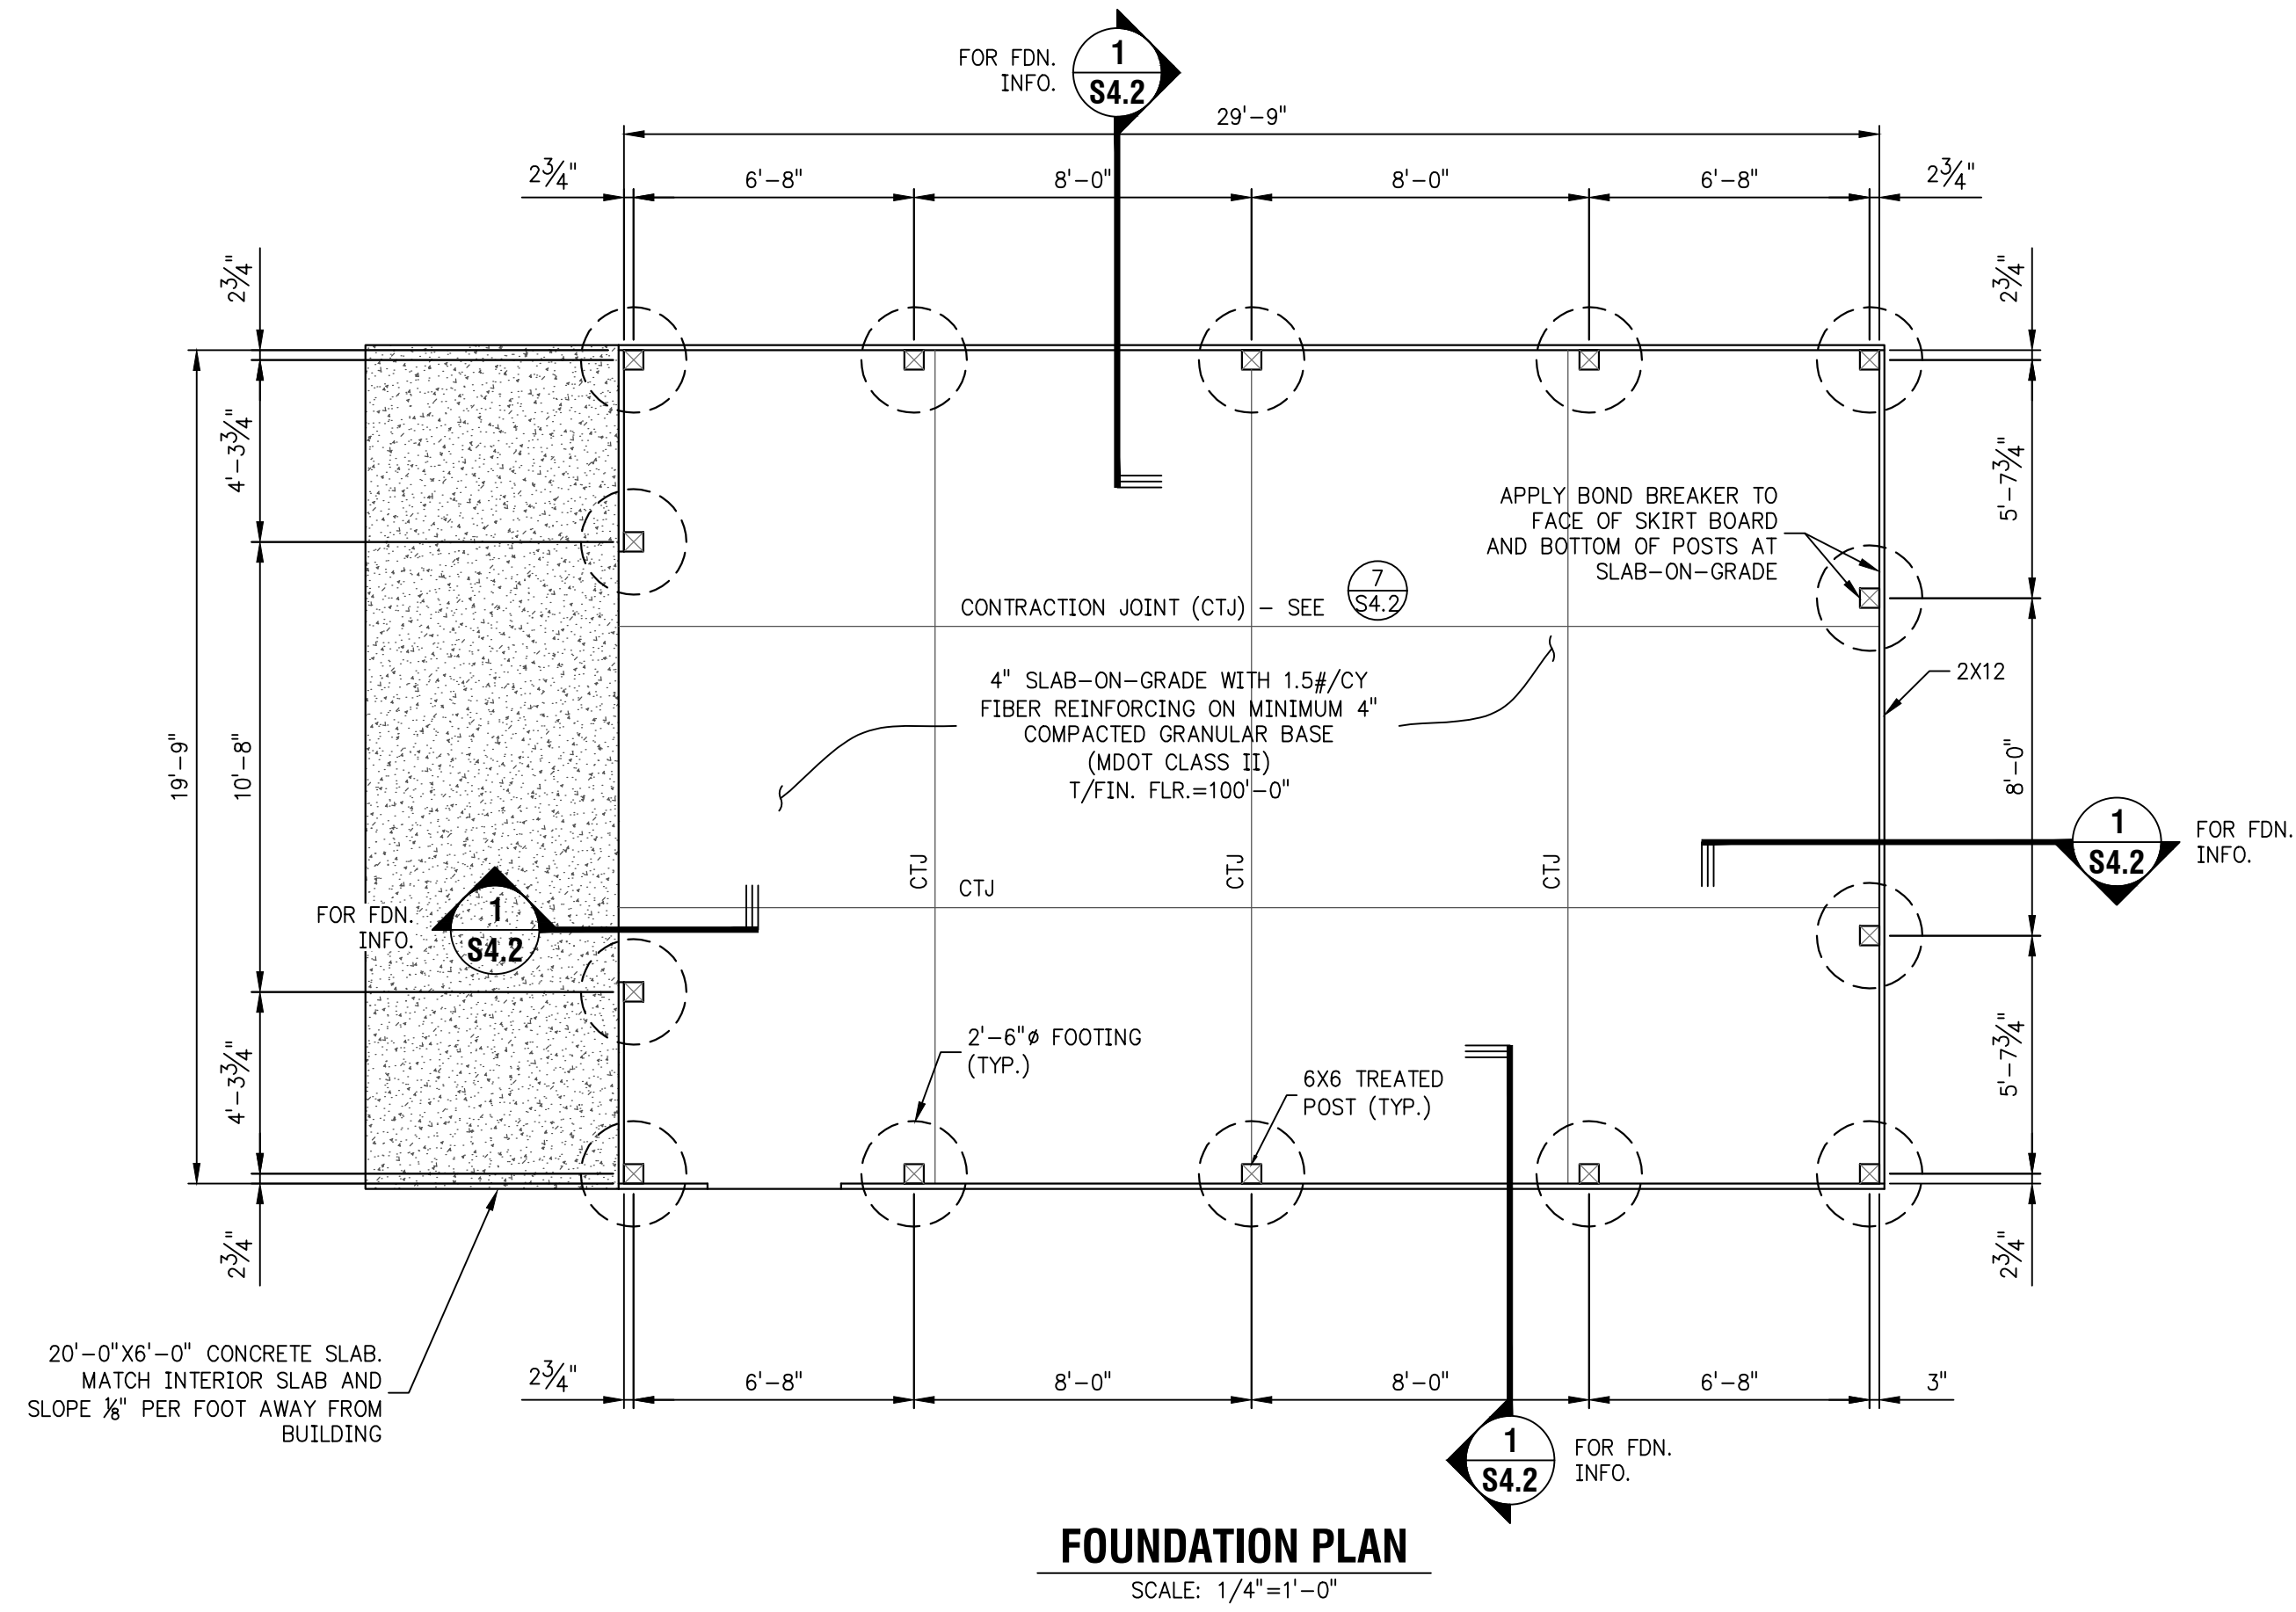 1
S4.2
FOR FDN.
INFO.
29'-9"
2¾"
6'-8"
8'-0"
8'-0"
6'-8"
2¾"
2¾"
4'-3¾"
10'-8"
19'-9"
4'-3¾"
2¾"
2¾"
5'-7¾"
8'-0"
5'-7¾"
2¾"
APPLY BOND BREAKER TO
FACE OF SKIRT BOARD
AND BOTTOM OF POSTS AT
SLAB-ON-GRADE
CONTRACTION JOINT (CTJ) - SEE
7
S4.2
4" SLAB-ON-GRADE WITH 1.5#/CY
FIBER REINFORCING ON MINIMUM 4"
COMPACTED GRANULAR BASE
(MDOT CLASS II)
T/FIN. FLR.=100'-0"
2X12
1
S4.2
FOR FDN.
INFO.
CTJ
CTJ
CTJ
CTJ
FOR FDN.
INFO.
1
S4.2
2'-6"ø FOOTING
(TYP.)
6X6 TREATED
POST (TYP.)
20'-0"X6'-0" CONCRETE SLAB.
MATCH INTERIOR SLAB AND
SLOPE ⅛" PER FOOT AWAY FROM
BUILDING
2¾"
6'-8"
8'-0"
8'-0"
6'-8"
3"
1
S4.2
FOR FDN.
INFO.
FOUNDATION PLAN
SCALE: 1/4"=1'-0"